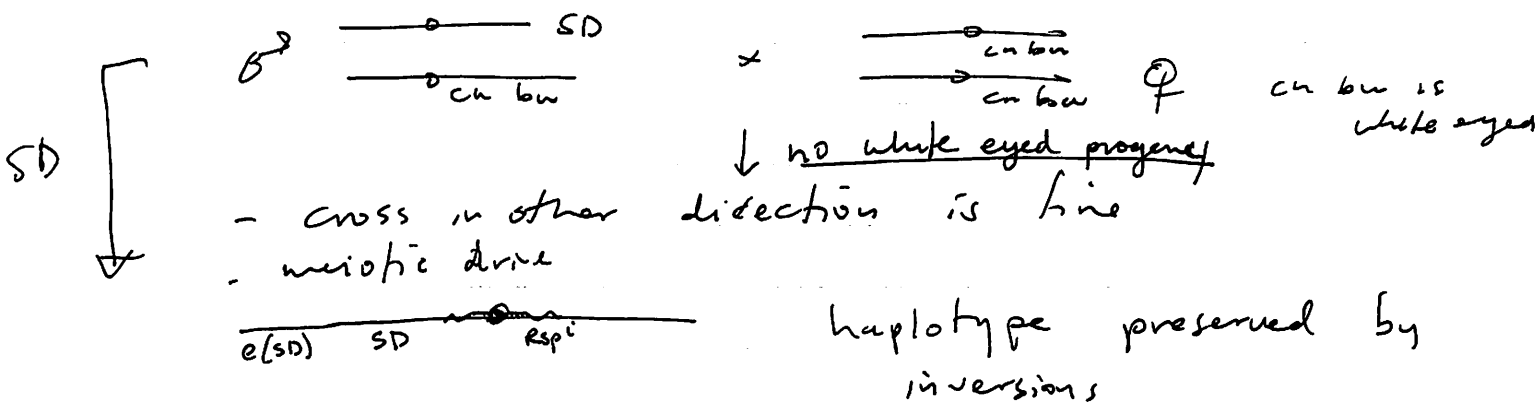 ♂ SD
cn bw
x
cn bw
cn bw ♀
cn bw is
white eyed
SD
↓ no white eyed progeny
- cross in other direction is fine
- meiotic drive
e(SD) SD Rspⁱ
haplotype preserved by
inversions